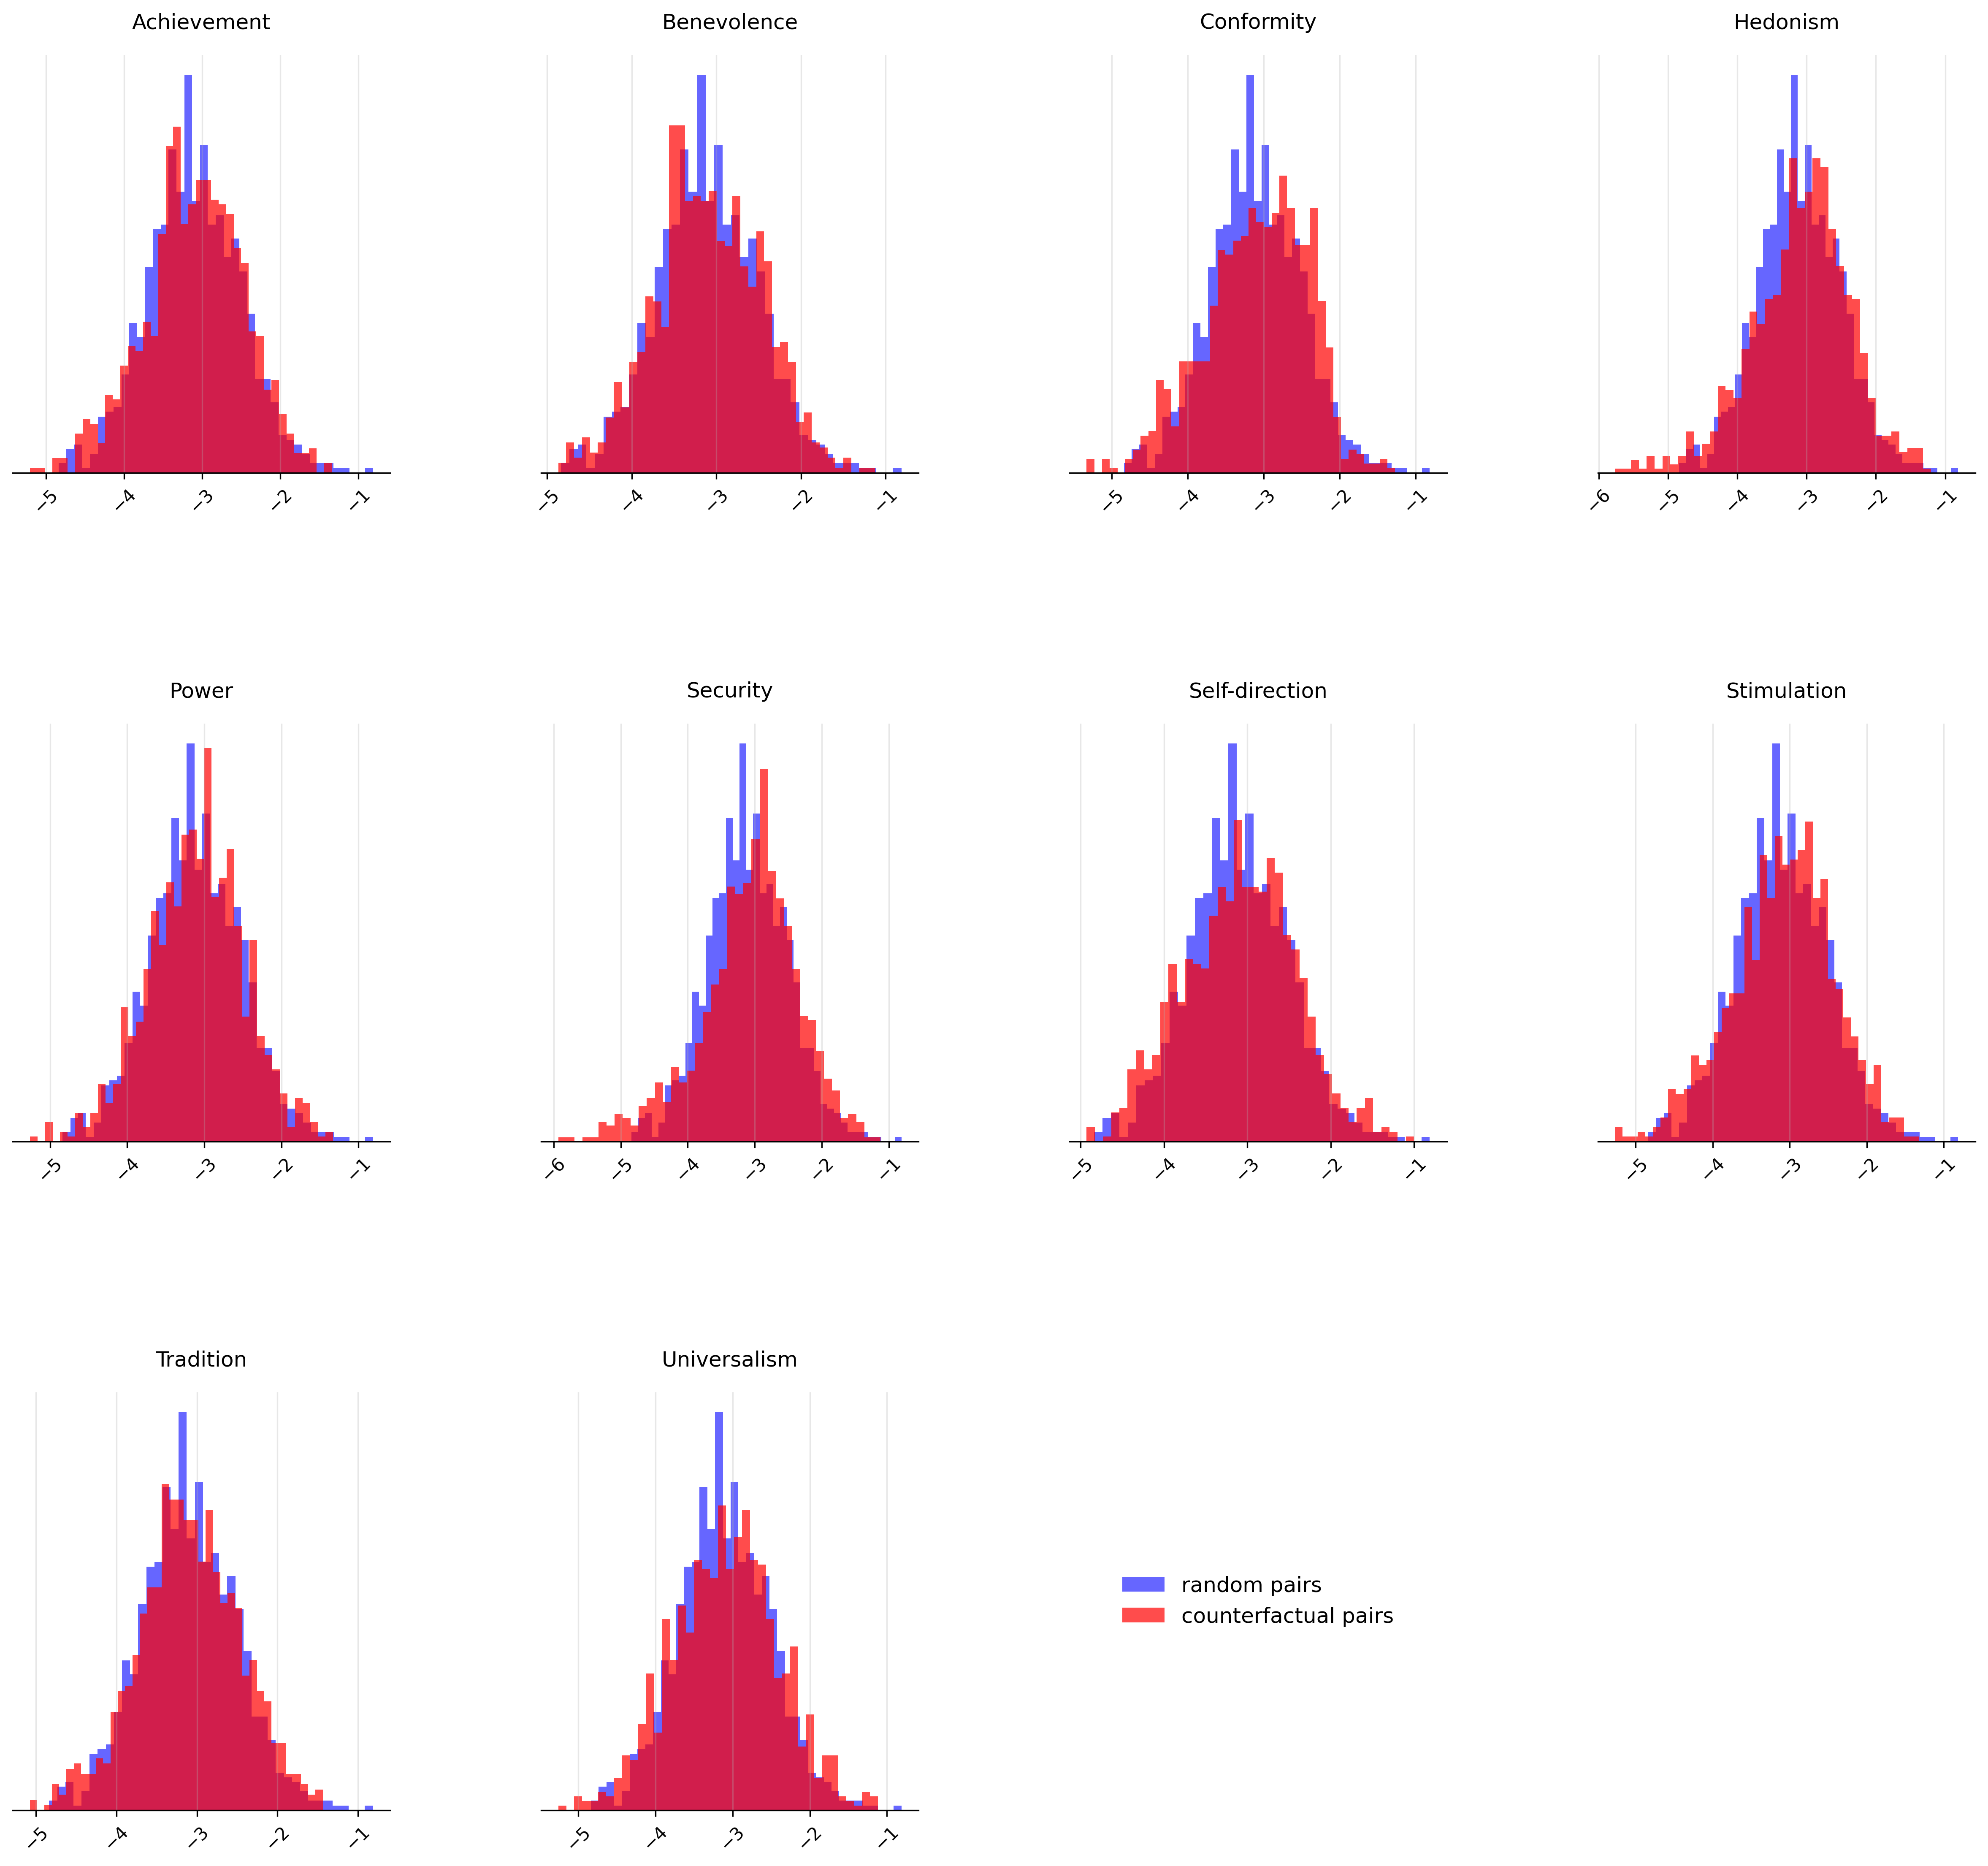 Achievement
Benevolence
Conformity
Hedonism
−5 −4 −3 −2 −1
−5 −4 −3 −2 −1
−5 −4 −3 −2 −1
−6 −5 −4 −3 −2 −1
Power
Security
Self-direction
Stimulation
−5 −4 −3 −2 −1
−6 −5 −4 −3 −2 −1
−5 −4 −3 −2 −1
−5 −4 −3 −2 −1
Tradition
Universalism
random pairs
counterfactual pairs
−5 −4 −3 −2 −1
−5 −4 −3 −2 −1